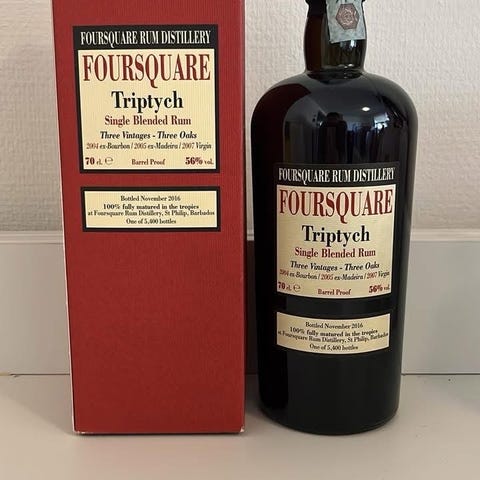 FOURSQUARE RUM DISTILLERY
FOURSQUARE
Triptych
Single Blended Rum
Three Vintages - Three Oaks
2004 ex-Bourbon / 2005 ex-Madeira / 2007 Virgin
70 cl. ℮ Barrel Proof 56% vol.
Bottled November 2016
100% fully matured in the tropics
at Foursquare Rum Distillery, St Philip, Barbados
One of 5,400 bottles
FOURSQUARE RUM DISTILLERY
FOURSQUARE
Triptych
Single Blended Rum
Three Vintages - Three Oaks
2004 ex-Bourbon / 2005 ex-Madeira / 2007 Virgin
70 cl. ℮ Barrel Proof 56% vol.
Bottled November 2016
100% fully matured in the tropics
at Foursquare Rum Distillery, St Philip, Barbados
One of 5,400 bottles